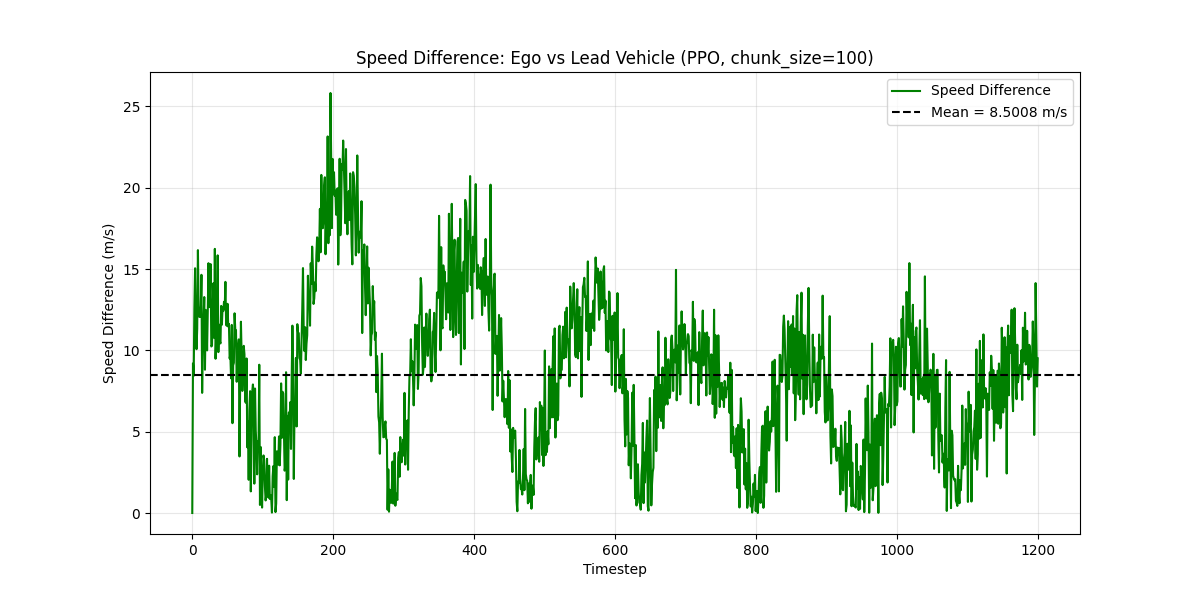 Speed Difference: Ego vs Lead Vehicle (PPO, chunk_size=100)
Speed Difference
Mean = 8.5008 m/s
Speed Difference (m/s)
25
20
15
10
5
0
0 200 400 600 800 1000 1200
Timestep